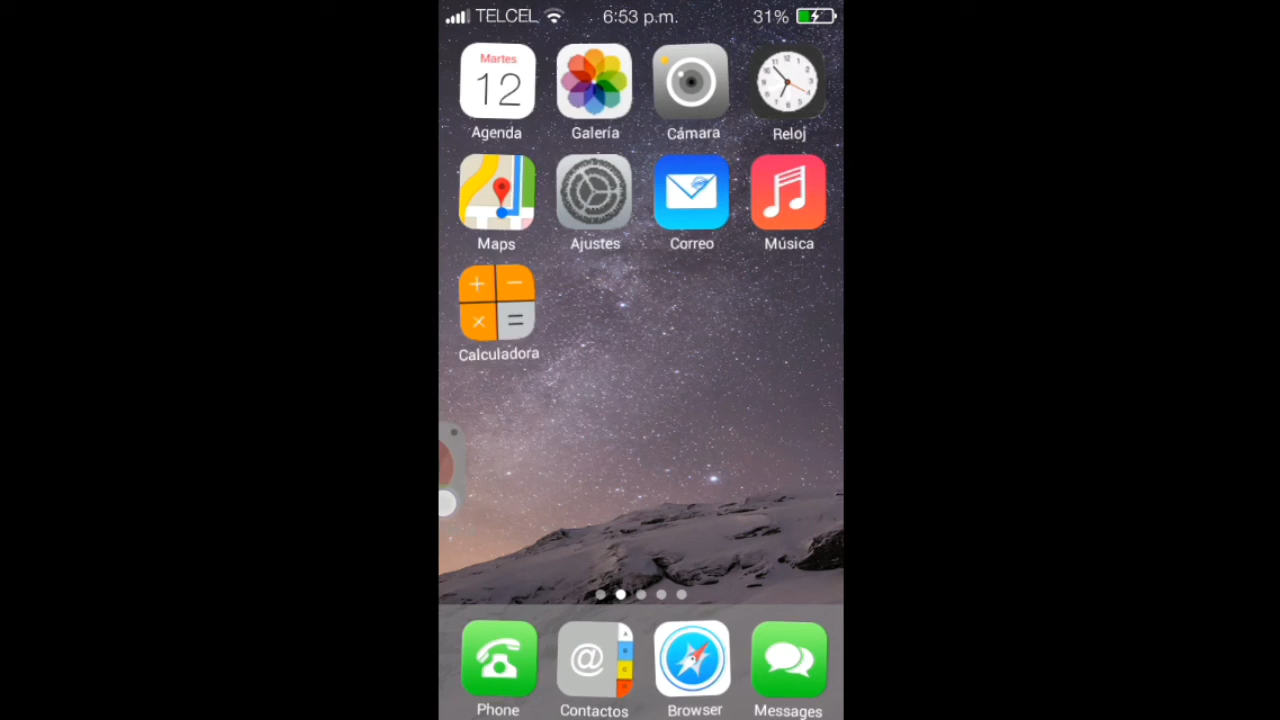 TELCEL 6:53 p.m. 31%
Martes
12
Agenda Galería Cámara Reloj
Maps Ajustes Correo Música
Calculadora
Phone Contactos Browser Messages